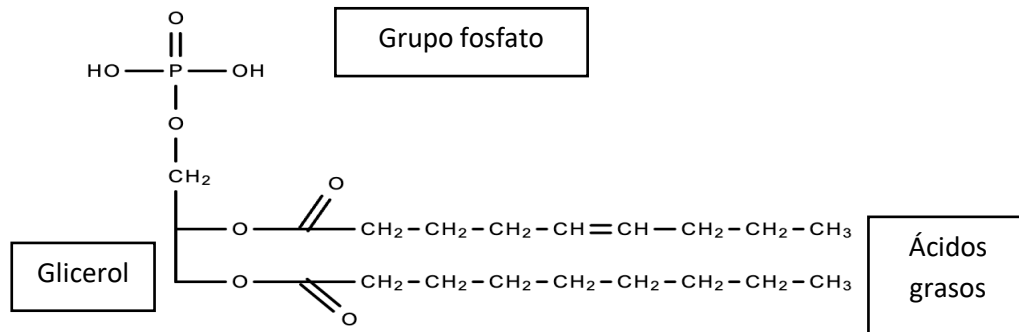 O
Grupo fosfato
HO P OH
O
CH₂
O
O CH₂-CH₂-CH₂-CH=CH-CH₂-CH₂-CH₃
Glicerol
O CH₂-CH₂-CH₂-CH₂-CH₂-CH₂-CH₂-CH₃
O
Ácidos
grasos